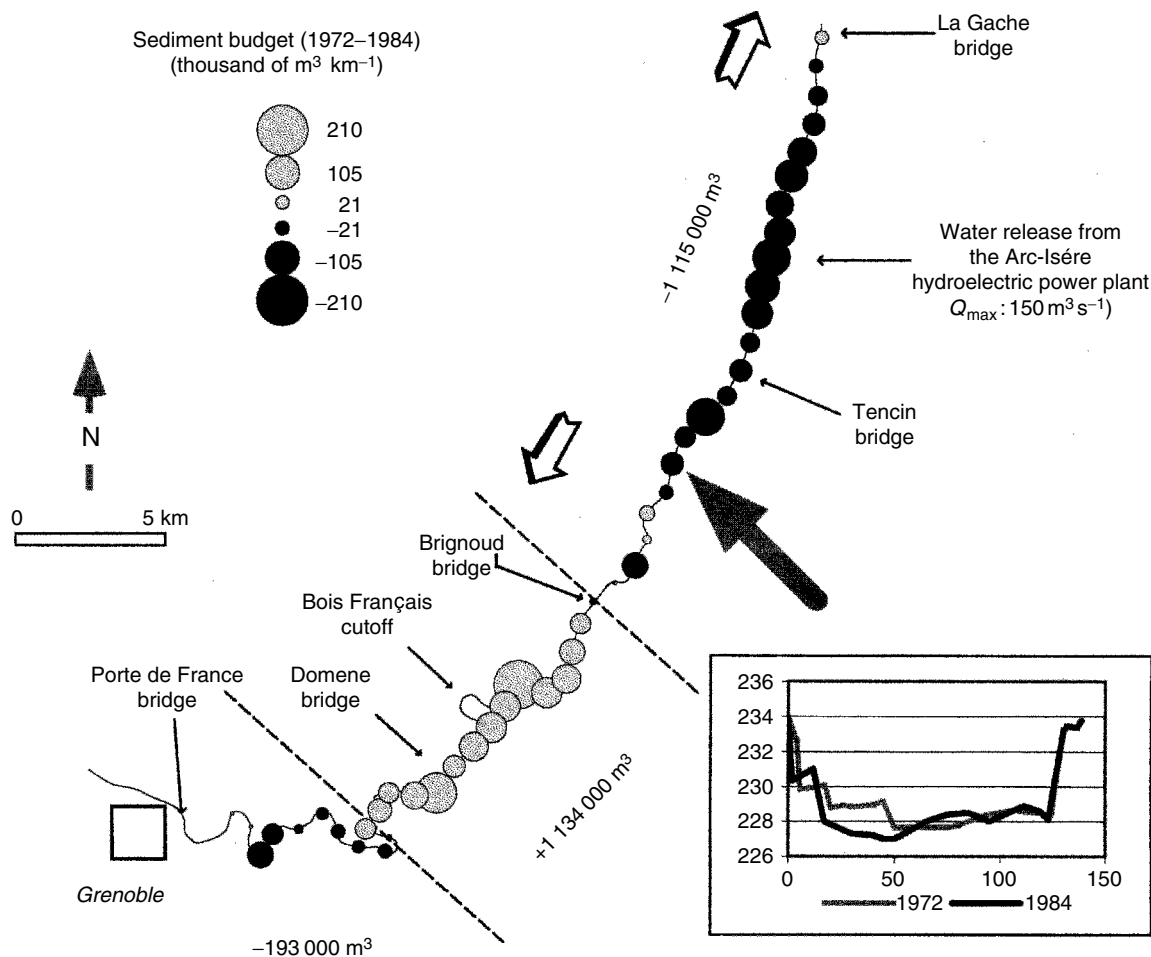 Sediment budget (1972–1984)
(thousand of m³ km⁻¹)
210
105
21
–21
–105
–210
N
0 5 km
La Gache
bridge
–1 115 000 m³
Water release from
the Arc-Isére
hydroelectric power plant
Qmax : 150 m³ s⁻¹)
Tencin
bridge
Brignoud
bridge
Bois Français
cutoff
Porte de France
bridge
Domene
bridge
+1 134 000 m³
Grenoble
–193 000 m³
236
234
232
230
228
226
0 50 100 150
1972 1984